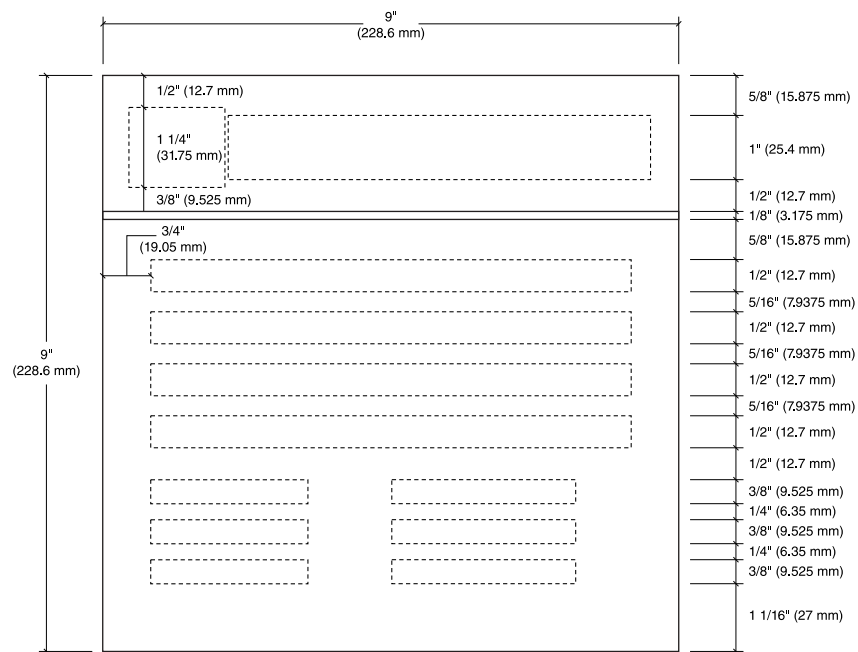 9"
(228.6 mm)
1/2" (12.7 mm)
1 1/4"
(31.75 mm)
3/8" (9.525 mm)
3/4"
(19.05 mm)
9"
(228.6 mm)
5/8" (15.875 mm)
1" (25.4 mm)
1/2" (12.7 mm)
1/8" (3.175 mm)
5/8" (15.875 mm)
1/2" (12.7 mm)
5/16" (7.9375 mm)
1/2" (12.7 mm)
5/16" (7.9375 mm)
1/2" (12.7 mm)
5/16" (7.9375 mm)
1/2" (12.7 mm)
1/2" (12.7 mm)
3/8" (9.525 mm)
1/4" (6.35 mm)
3/8" (9.525 mm)
1/4" (6.35 mm)
3/8" (9.525 mm)
1 1/16" (27 mm)